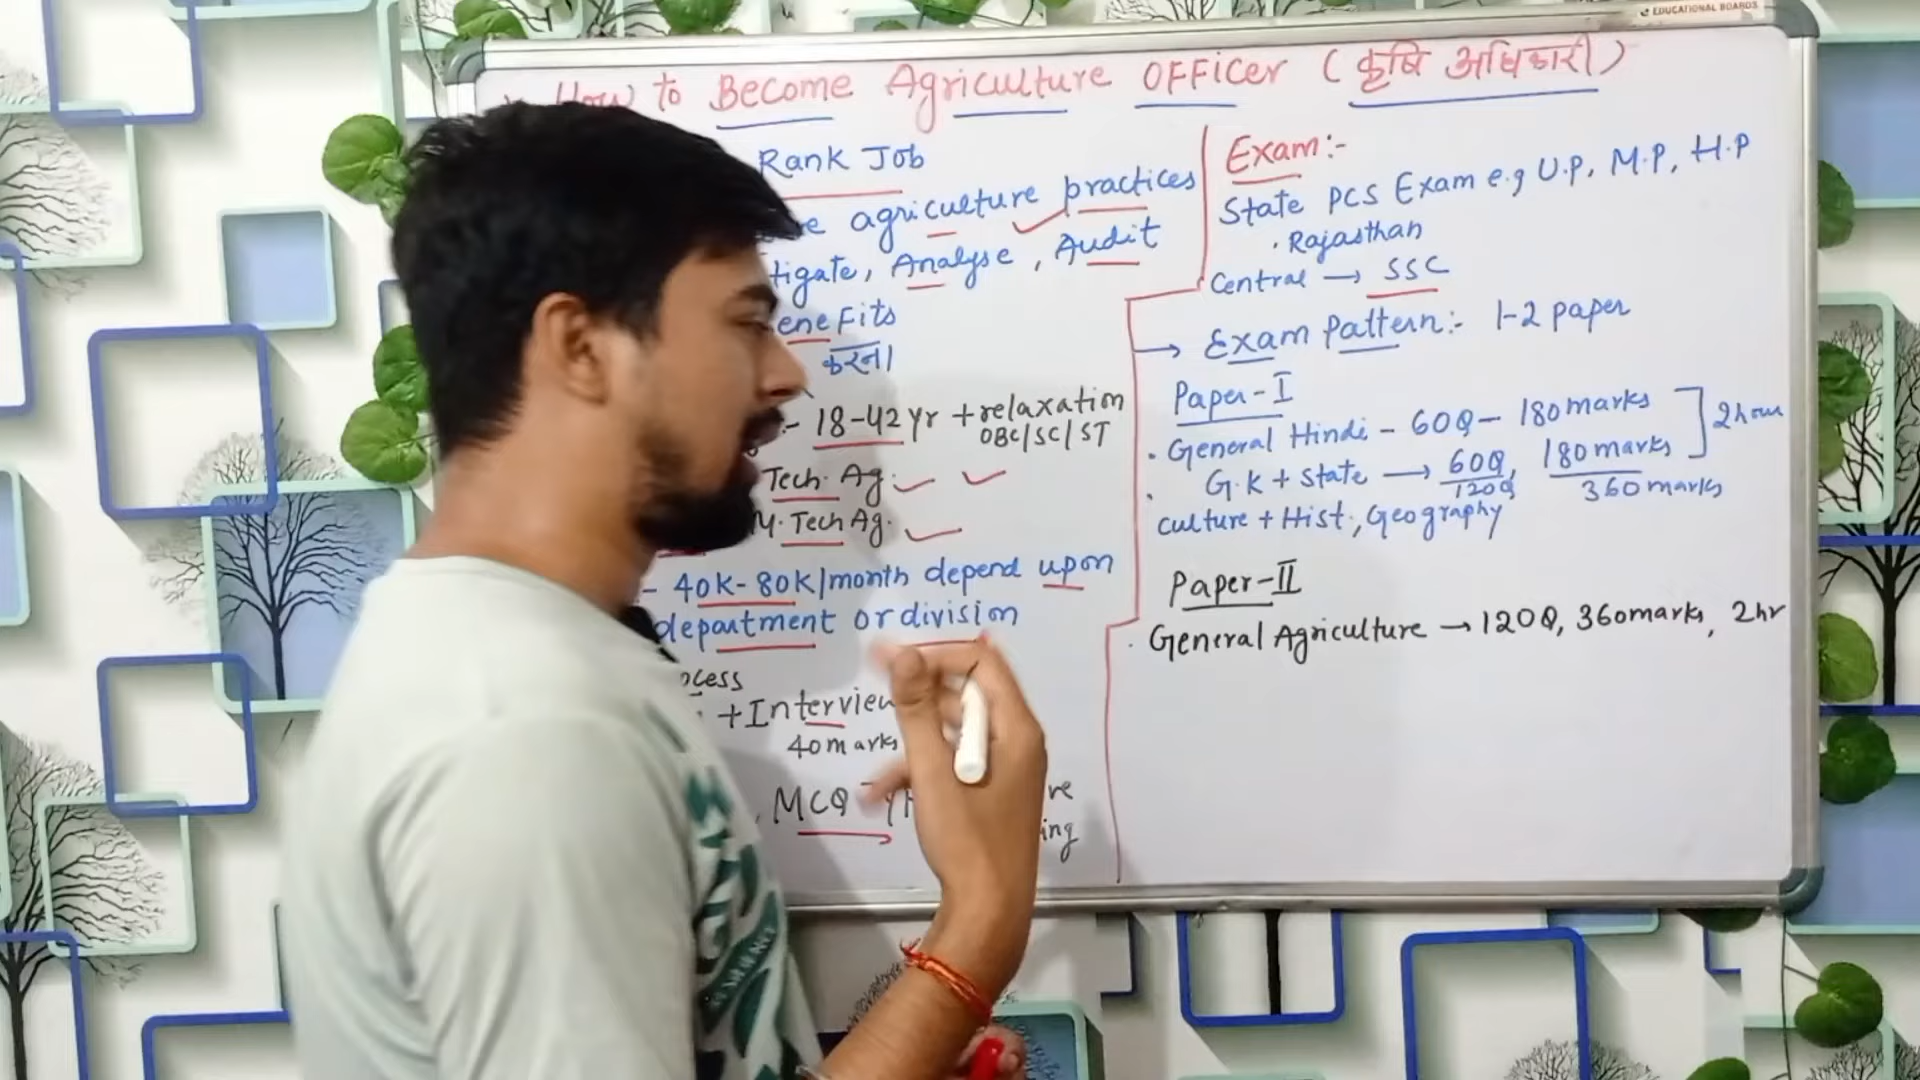 EDUCATIONAL BOARDS
How to Become Agriculture OFFicer (कृषि अधिकारी)
Rank Job
agriculture practices
tigate, Analyse, Audit
eneFits
करना
:- 18-42 yr + relaxation
OBC/SC/ST
Tech. Ag.
M. Tech Ag.
- 40K-80K/month depend upon
department or division
ocess
+Interview
40 marks
MCQ
re
ing
Exam:-
State PCS Exam e.g U.P, M.P, H.P
, Rajasthan
Central → SSC
→ Exam Pattern:- 1-2 paper
Paper-I
. General Hindi - 60Q - 180 marks ] 2 hour
. G.K + State → 60Q, 180 marks
120Q 360 marks
culture + Hist., Geography
Paper-II
. General Agriculture → 120Q, 360 marks, 2hr